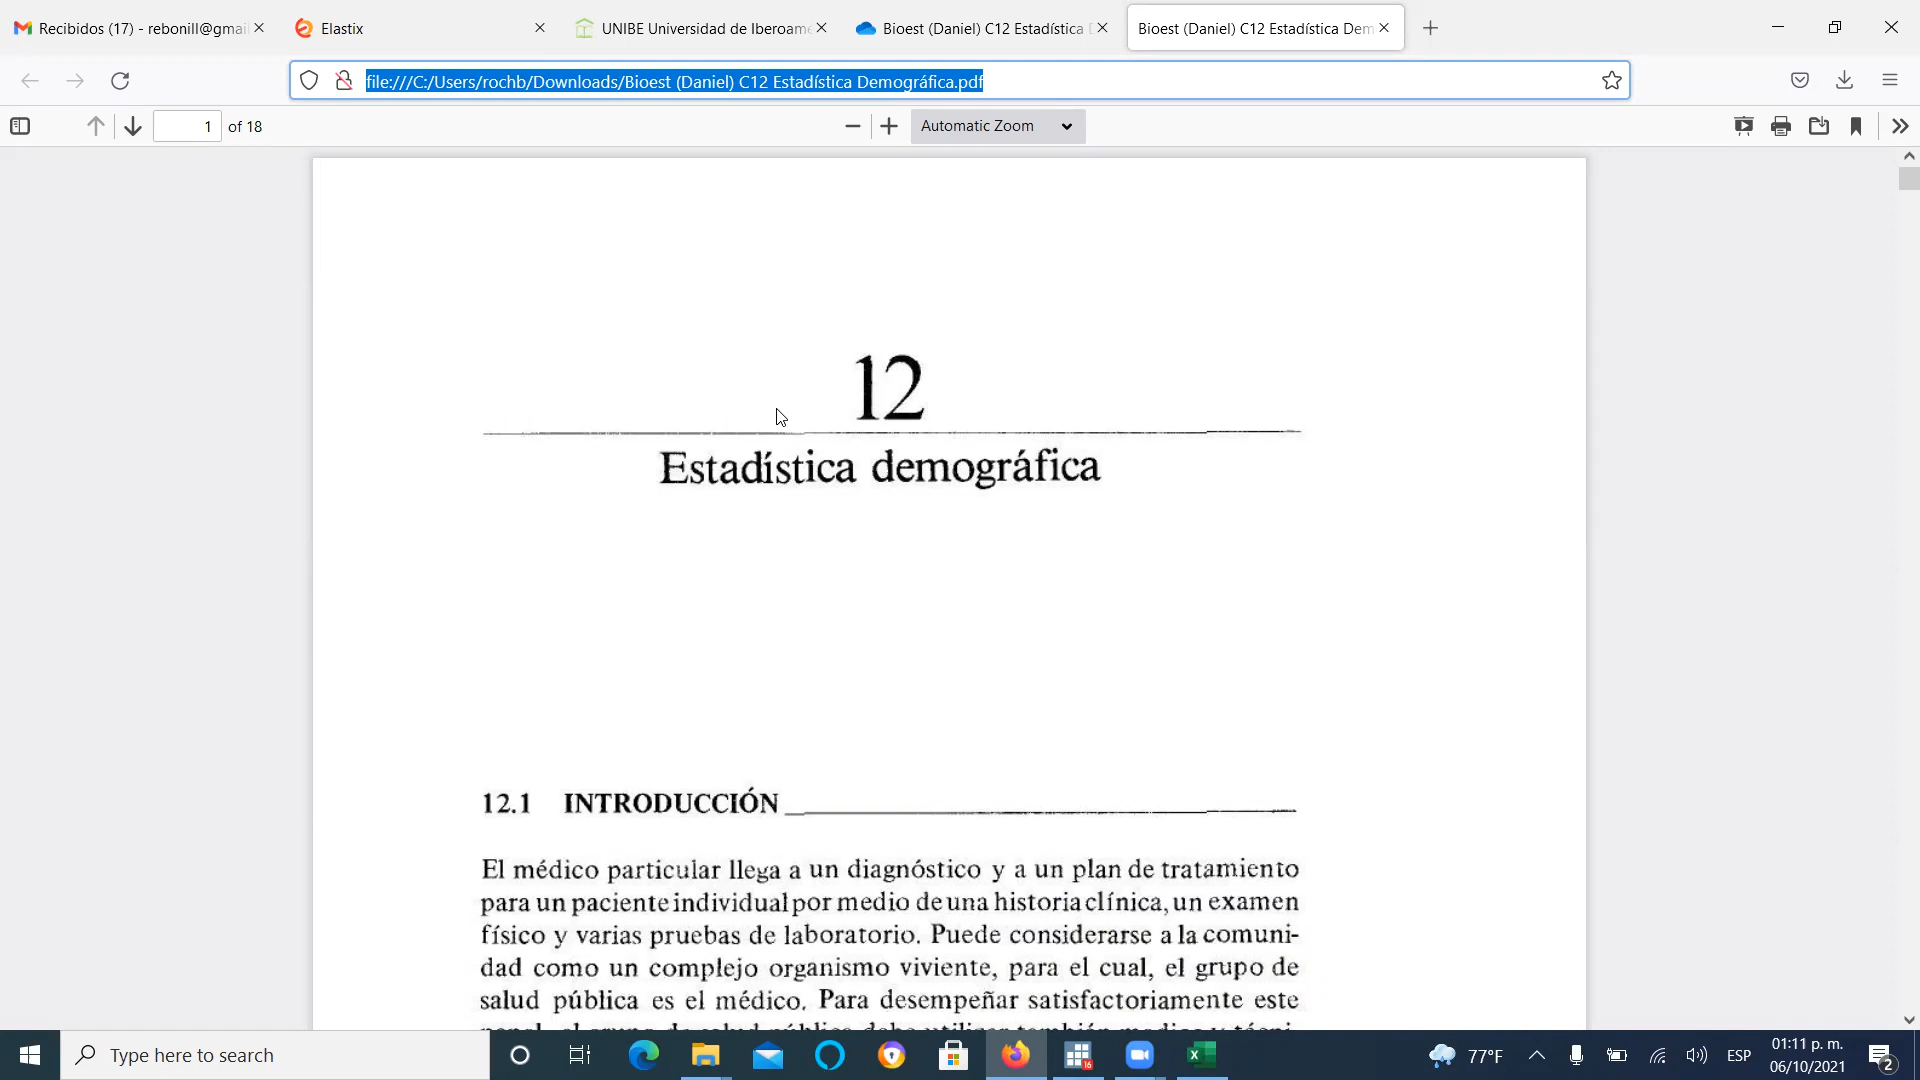 Recibidos (17) - rebonill@gmai
Elastix
UNIBE Universidad de Iberoamé
Bioest (Daniel) C12 Estadística D
Bioest (Daniel) C12 Estadística Dem
file:///C:/Users/rochb/Downloads/Bioest (Daniel) C12 Estadística Demográfica.pdf
1 of 18
Automatic Zoom
12
Estadística demográfica
12.1 INTRODUCCIÓN
El médico particular llega a un diagnóstico y a un plan de tratamiento
para un paciente individual por medio de una historia clínica, un examen
físico y varias pruebas de laboratorio. Puede considerarse a la comuni-
dad como un complejo organismo viviente, para el cual, el grupo de
salud pública es el médico. Para desempeñar satisfactoriamente este
Type here to search
16
77°F
ESP
01:11 p. m.
06/10/2021
2